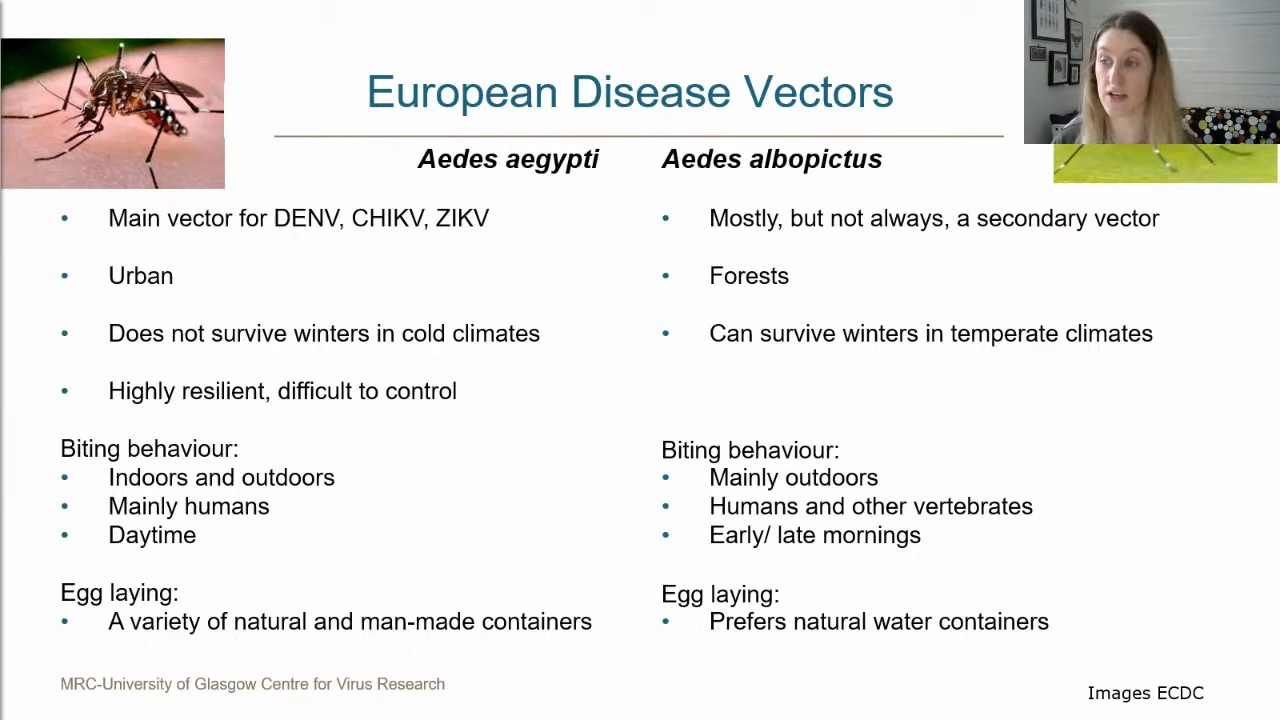 European Disease Vectors
Aedes aegypti
• Main vector for DENV, CHIKV, ZIKV
• Urban
• Does not survive winters in cold climates
• Highly resilient, difficult to control
Biting behaviour:
• Indoors and outdoors
• Mainly humans
• Daytime
Egg laying:
• A variety of natural and man-made containers
Aedes albopictus
• Mostly, but not always, a secondary vector
• Forests
• Can survive winters in temperate climates
Biting behaviour:
• Mainly outdoors
• Humans and other vertebrates
• Early/ late mornings
Egg laying:
• Prefers natural water containers
MRC-University of Glasgow Centre for Virus Research
Images ECDC